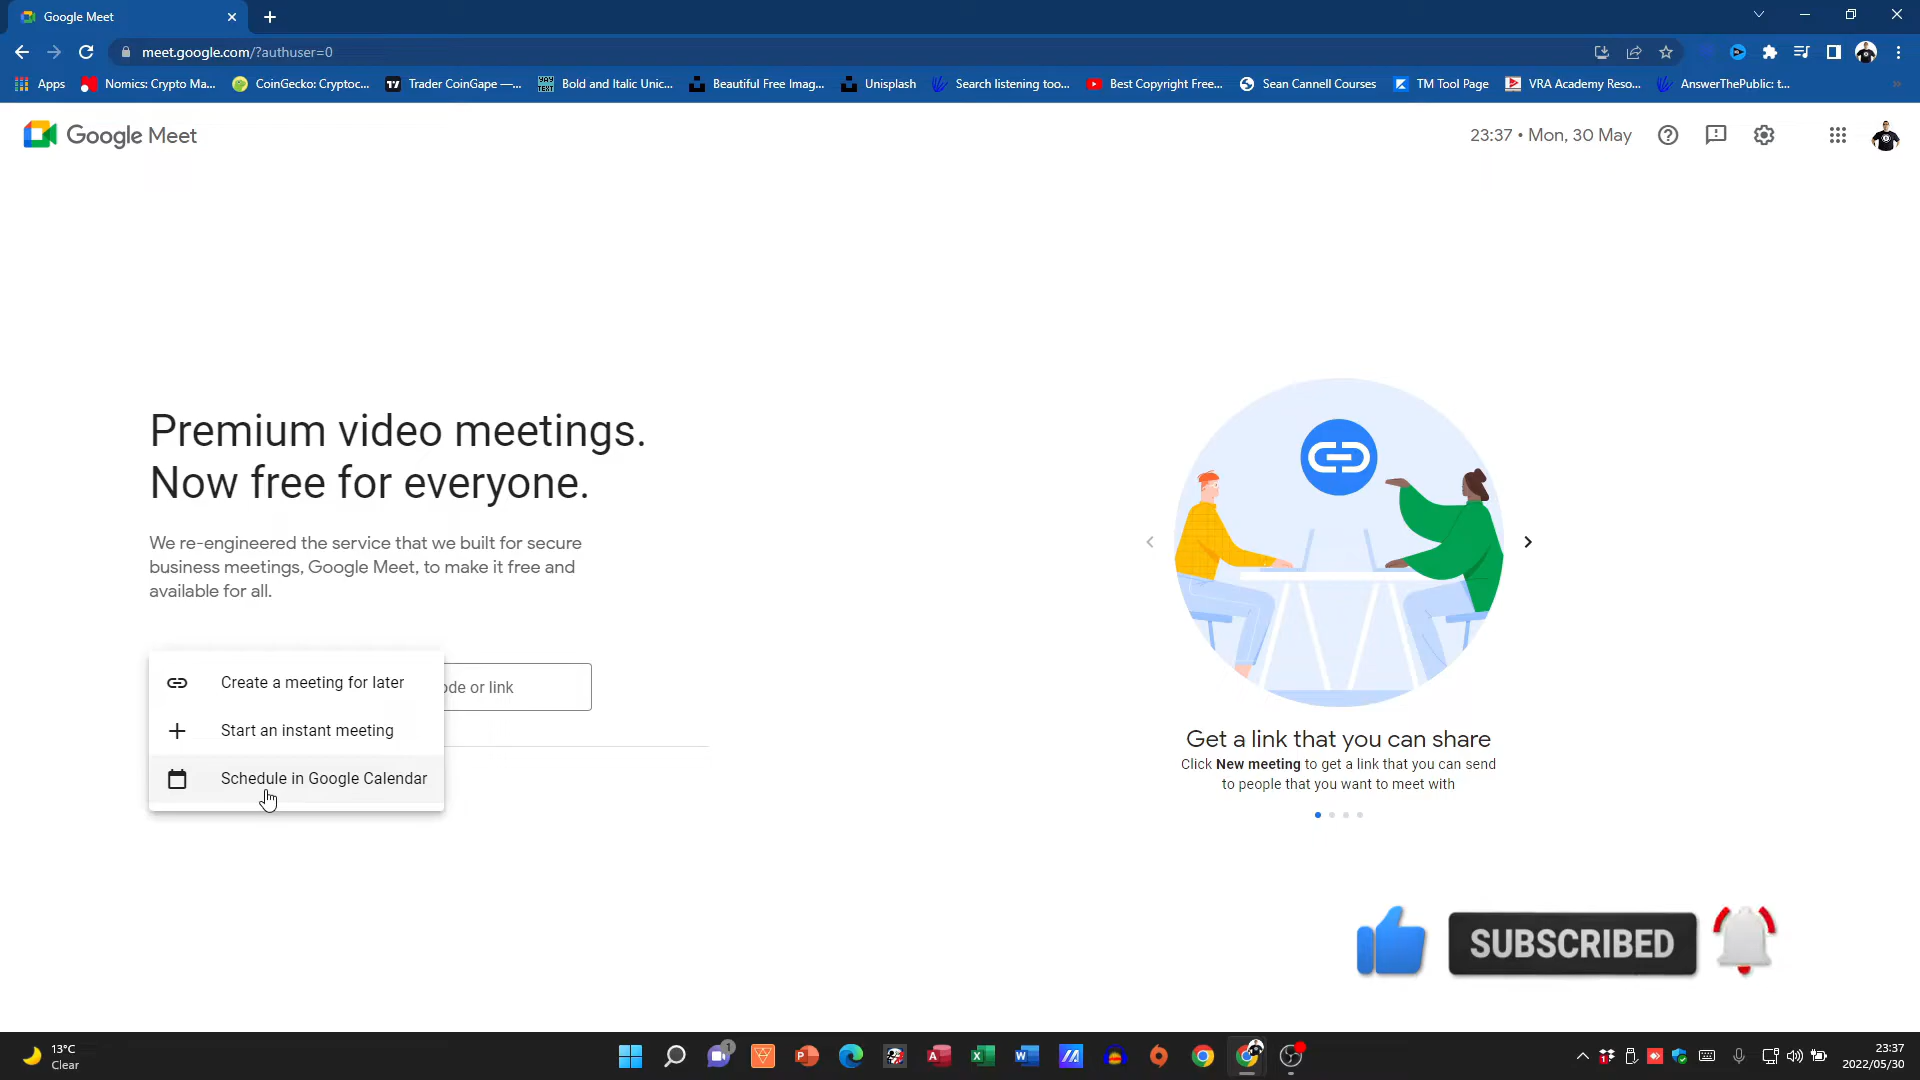 Google Meet
meet.google.com/?authuser=0
Apps
Nomics: Crypto Ma...
CoinGecko: Cryptoc...
Trader CoinGape —...
YAY TEXT
Bold and Italic Unic...
Beautiful Free Imag...
Unisplash
Search listening too...
Best Copyright Free...
Sean Cannell Courses
TM Tool Page
VRA Academy Reso...
AnswerThePublic: t...
Google Meet
23:37 • Mon, 30 May
Premium video meetings.
Now free for everyone.
We re-engineered the service that we built for secure
business meetings, Google Meet, to make it free and
available for all.
Create a meeting for later
ode or link
Start an instant meeting
Schedule in Google Calendar
Get a link that you can share
Click New meeting to get a link that you can send
to people that you want to meet with
SUBSCRIBED
13°C
Clear
1
23:37
2022/05/30